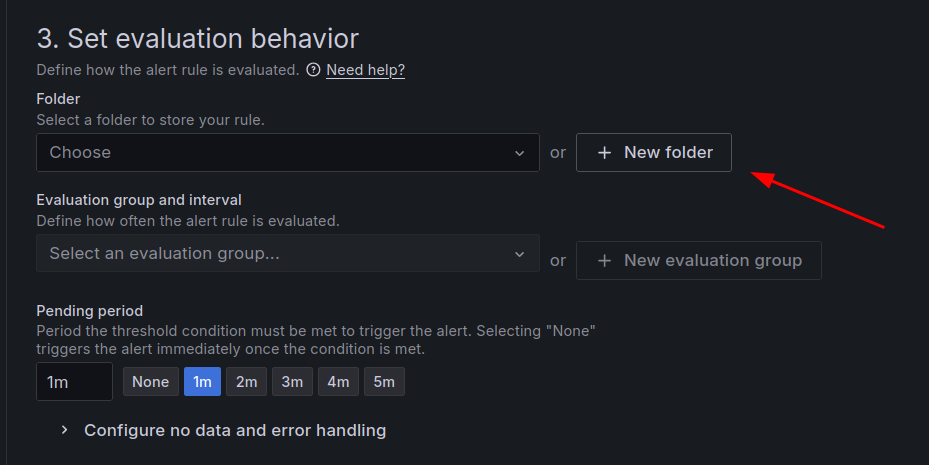 3. Set evaluation behavior
Define how the alert rule is evaluated. Need help?
Folder
Select a folder to store your rule.
Choose or + New folder
Evaluation group and interval
Define how often the alert rule is evaluated.
Select an evaluation group... or + New evaluation group
Pending period
Period the threshold condition must be met to trigger the alert. Selecting "None"
triggers the alert immediately once the condition is met.
1m None 1m 2m 3m 4m 5m
Configure no data and error handling